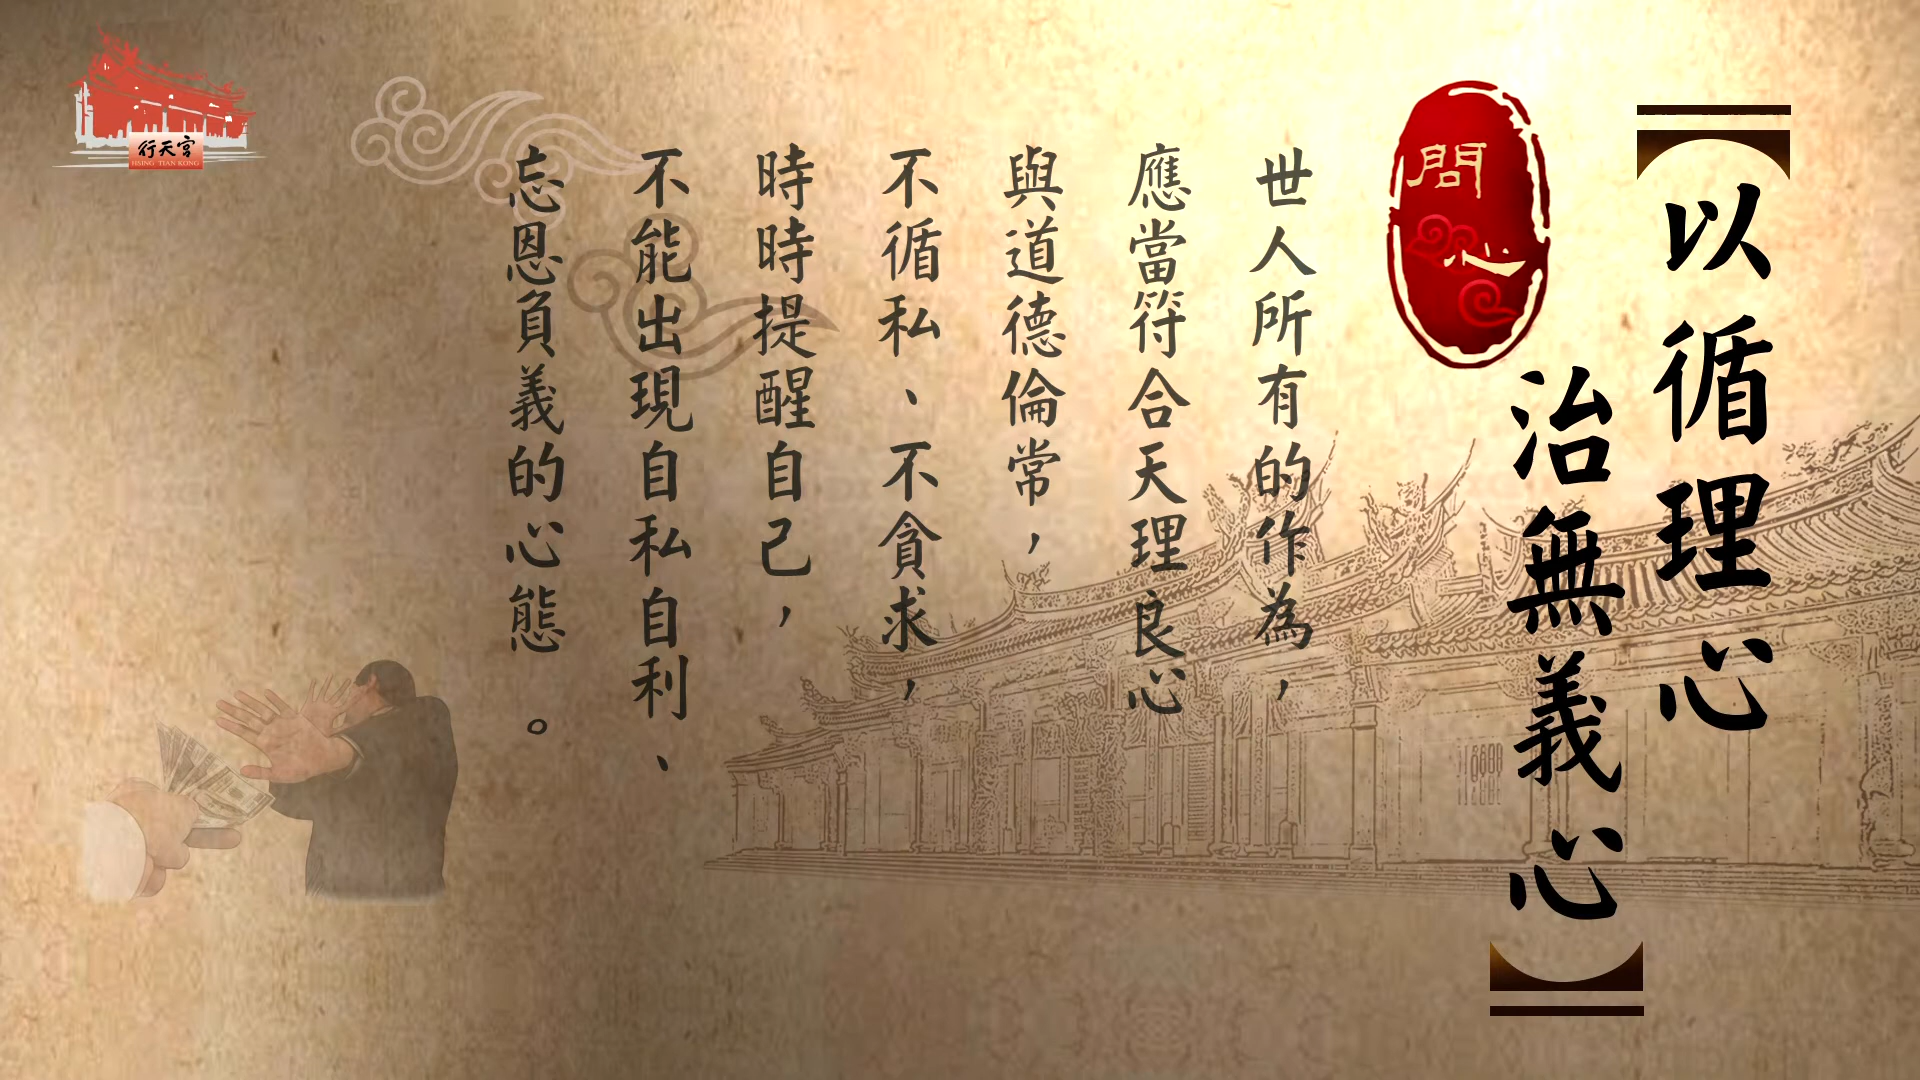 以循理心
治無義心
問心
世人所有的作為，
應當符合天理良心
與道德倫常，
不循私、不貪求，
時時提醒自己，
不能出現自私自利、
忘恩負義的心態。
行天宮
HSING TIAN KONG